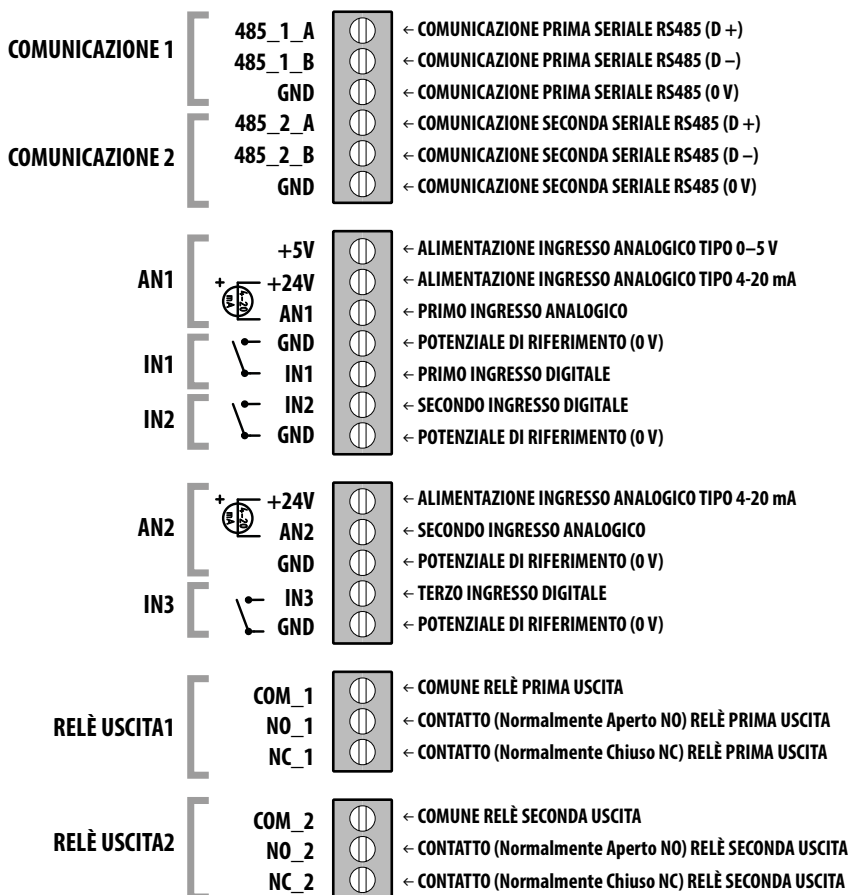 COMUNICAZIONE 1
485_1_A ← COMUNICAZIONE PRIMA SERIALE RS485 (D +)
485_1_B ← COMUNICAZIONE PRIMA SERIALE RS485 (D –)
GND ← COMUNICAZIONE PRIMA SERIALE RS485 (0 V)
COMUNICAZIONE 2
485_2_A ← COMUNICAZIONE SECONDA SERIALE RS485 (D +)
485_2_B ← COMUNICAZIONE SECONDA SERIALE RS485 (D –)
GND ← COMUNICAZIONE SECONDA SERIALE RS485 (0 V)
AN1
+5V ← ALIMENTAZIONE INGRESSO ANALOGICO TIPO 0–5 V
+ 4–20 mA +24V ← ALIMENTAZIONE INGRESSO ANALOGICO TIPO 4-20 mA
AN1 ← PRIMO INGRESSO ANALOGICO
IN1
GND ← POTENZIALE DI RIFERIMENTO (0 V)
IN1 ← PRIMO INGRESSO DIGITALE
IN2
IN2 ← SECONDO INGRESSO DIGITALE
GND ← POTENZIALE DI RIFERIMENTO (0 V)
AN2
+ 4–20 mA +24V ← ALIMENTAZIONE INGRESSO ANALOGICO TIPO 4-20 mA
AN2 ← SECONDO INGRESSO ANALOGICO
GND ← POTENZIALE DI RIFERIMENTO (0 V)
IN3
IN3 ← TERZO INGRESSO DIGITALE
GND ← POTENZIALE DI RIFERIMENTO (0 V)
RELÈ USCITA1
COM_1 ← COMUNE RELÈ PRIMA USCITA
NO_1 ← CONTATTO (Normalmente Aperto NO) RELÈ PRIMA USCITA
NC_1 ← CONTATTO (Normalmente Chiuso NC) RELÈ PRIMA USCITA
RELÈ USCITA2
COM_2 ← COMUNE RELÈ SECONDA USCITA
NO_2 ← CONTATTO (Normalmente Aperto NO) RELÈ SECONDA USCITA
NC_2 ← CONTATTO (Normalmente Chiuso NC) RELÈ SECONDA USCITA